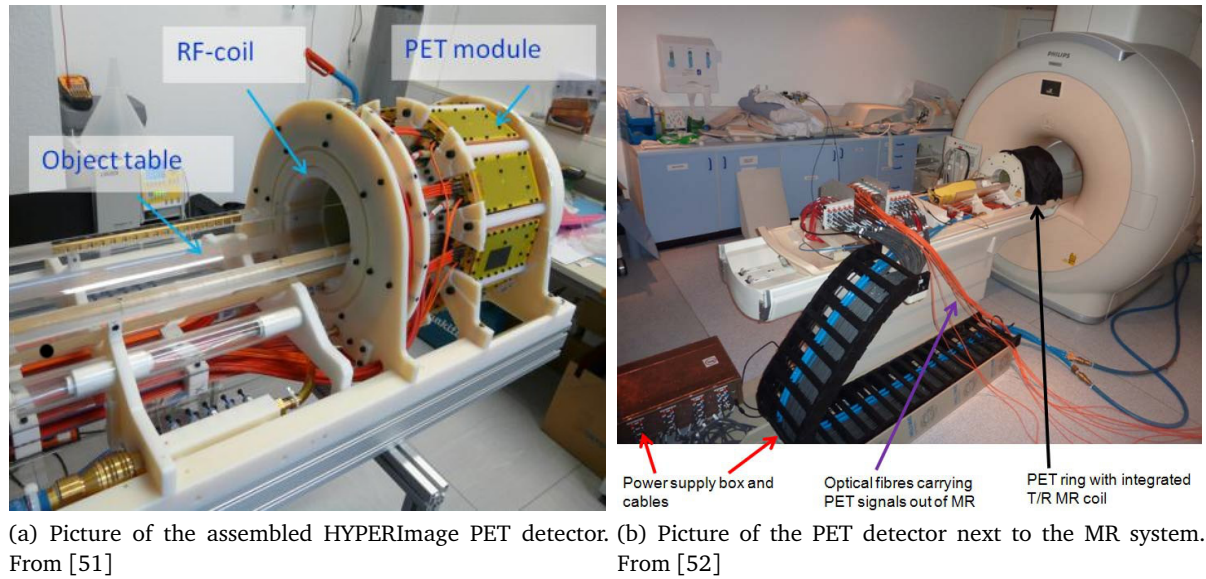 RF-coil
PET module
Object table
PHILIPS
Power supply box and
cables
Optical fibres carrying
PET signals out of MR
PET ring with integrated
T/R MR coil
(a) Picture of the assembled HYPERImage PET detector.
From [51]
(b) Picture of the PET detector next to the MR system.
From [52]